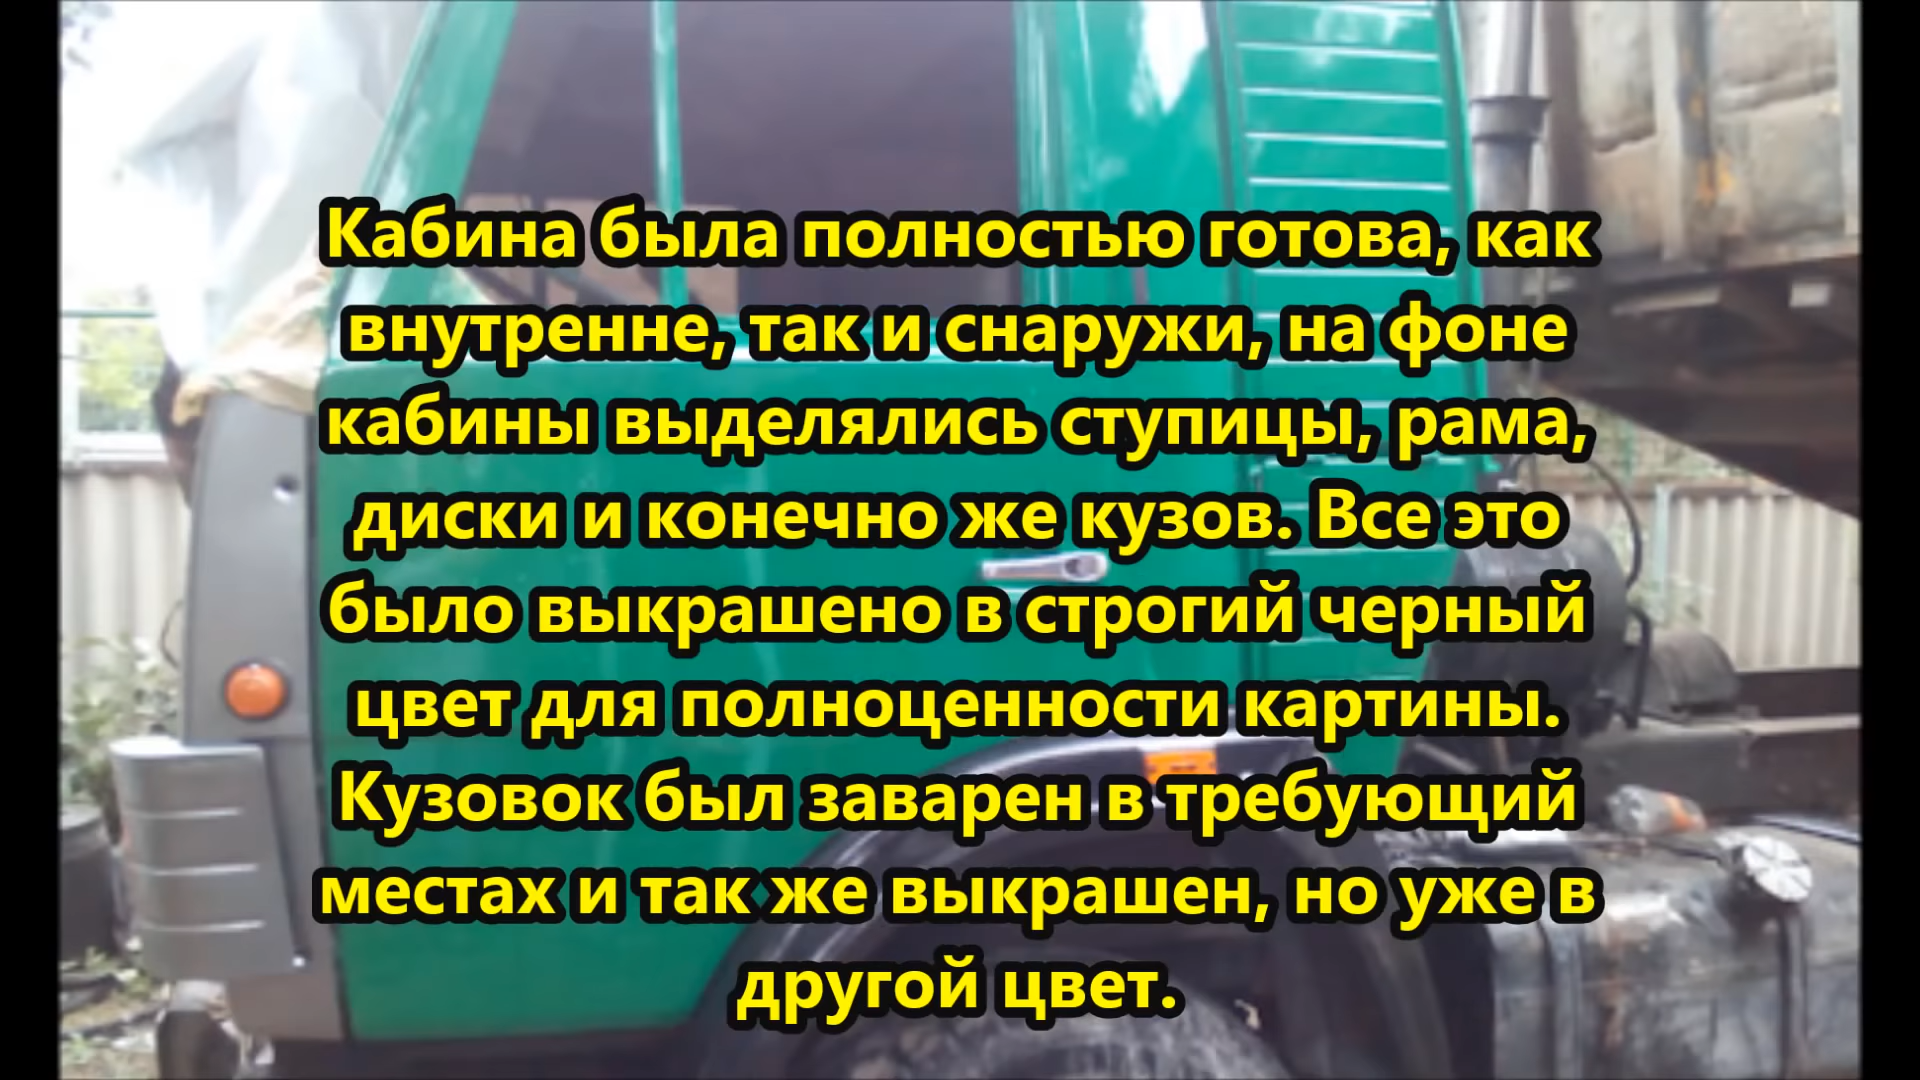 Кабина была полностью готова, как
внутренне, так и снаружи, на фоне
кабины выделялись ступицы, рама,
диски и конечно же кузов. Все это
было выкрашено в строгий черный
цвет для полноценности картины.
Кузовок был заварен в требующий
местах и так же выкрашен, но уже в
другой цвет.